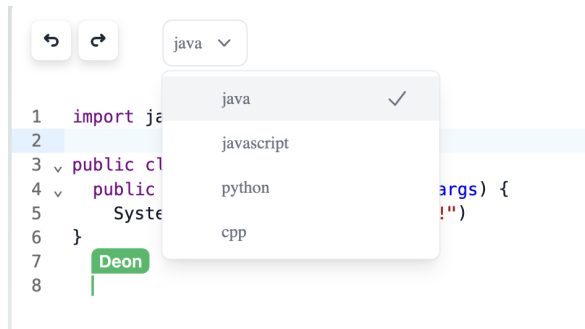 java
java
javascript
python
cpp
1 import ja
2
3 public cl
4 public args) {
5 Syste !")
6 }
7 Deon
8